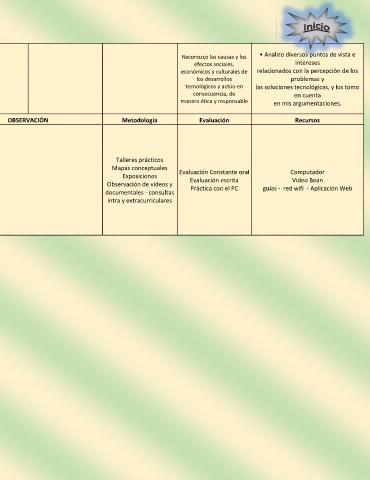 Inicio
Reconozco las causas y los
efectos sociales,
económicos y culturales de
los desarrollos
tecnológicos y actúo en
consecuencia, de
manera ética y responsable
• Analizo diversos puntos de vista e
intereses
relacionados con la percepción de los
problemas y
las soluciones tecnológicas, y los tomo
en cuenta
en mis argumentaciones.
OBSERVACIÓN
Metodología
Evaluación
Recursos
Talleres prácticos
Mapas conceptuales
Exposiciones
Observación de videos y
documentales - consultas
intra y extracurriculares
Evaluación Constante oral
Evaluación escrita
Práctica con el PC
Computador
Video Bean
guías - red wifi - Aplicación Web